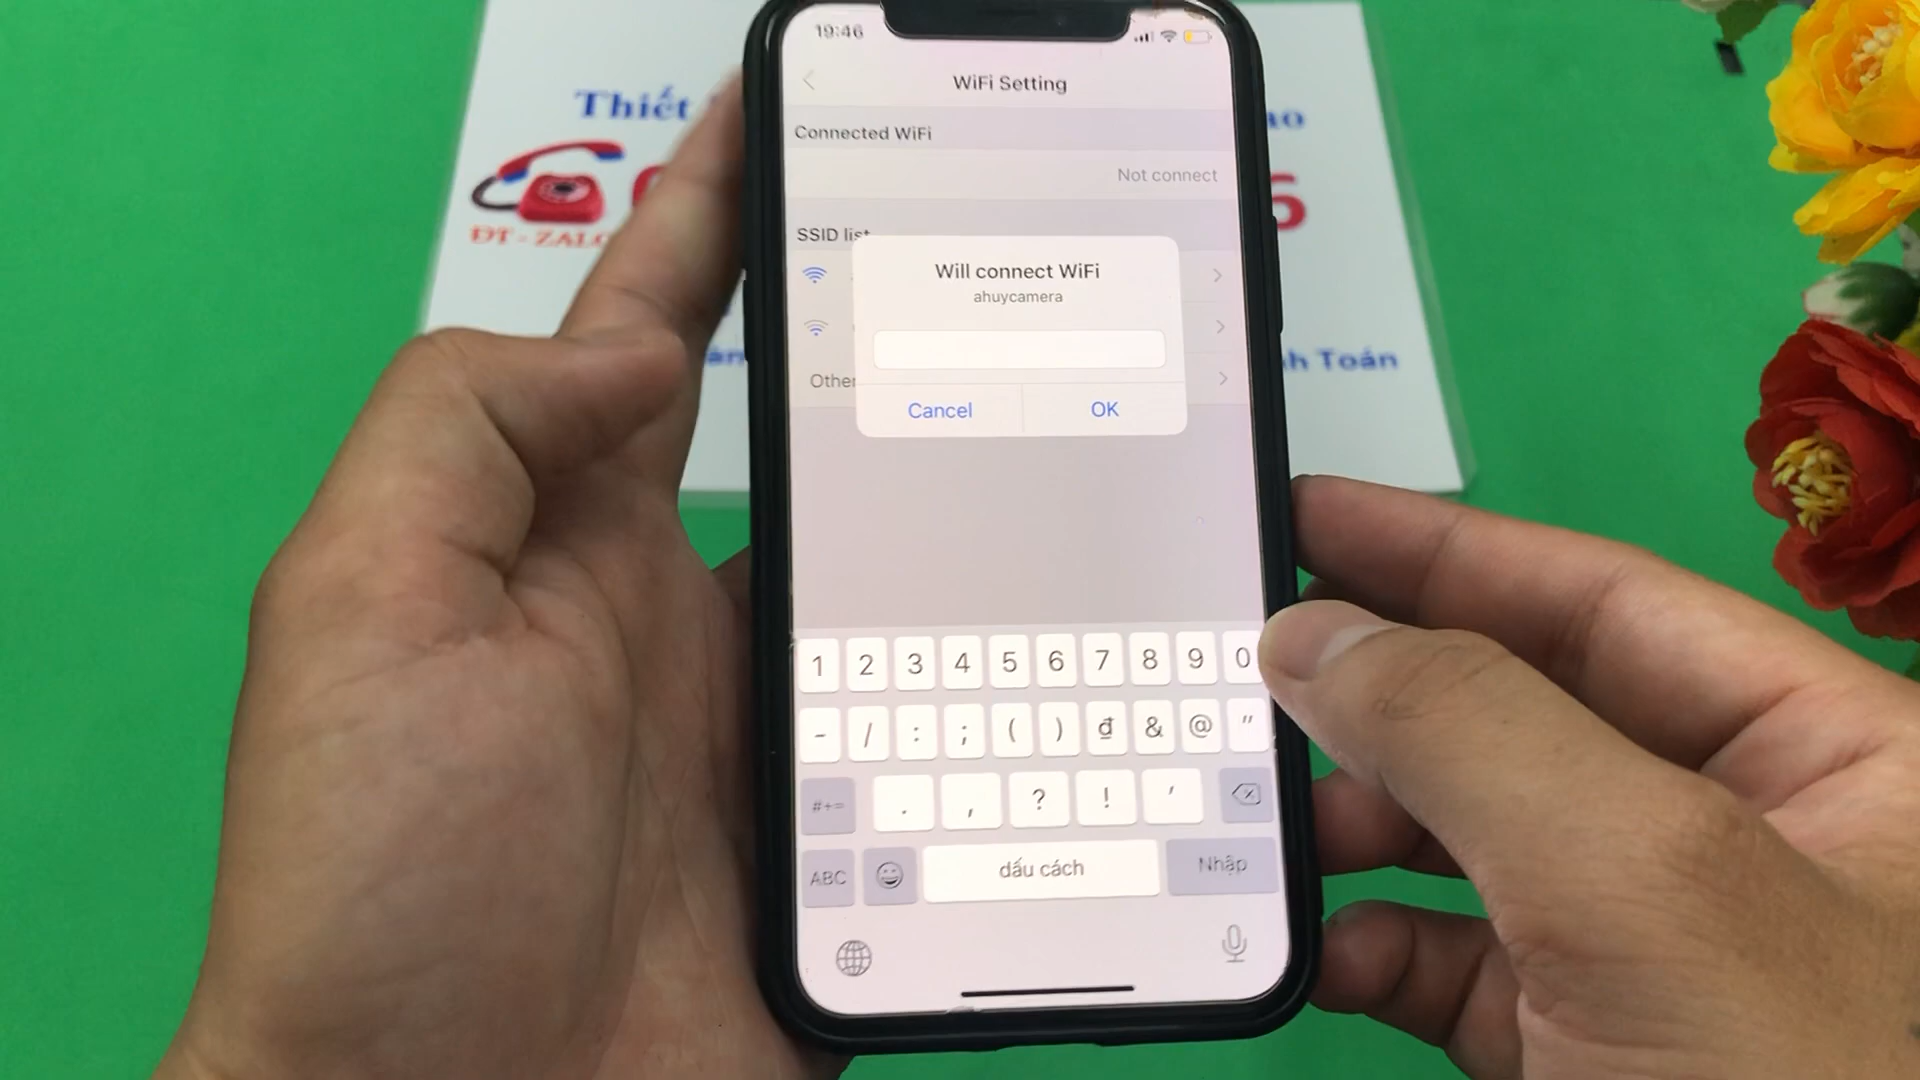 19:46
WiFi Setting
Connected WiFi
Not connect
SSID list
Will connect WiFi
ahuycamera
Other
Cancel
OK
1 2 3 4 5 6 7 8 9 0
- / : ; ( ) đ & @ "
#+= . , ? ! '
ABC dấu cách Nhập
Thiết
ĐT - ZALO
6
h Toán